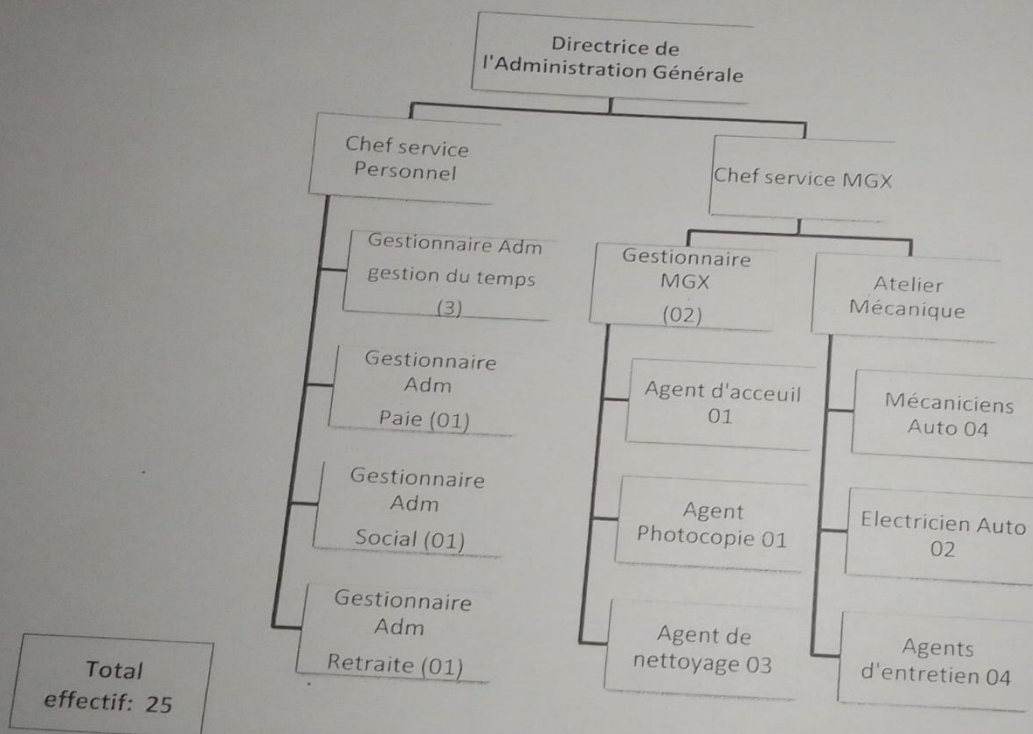 Directrice de
l'Administration Générale
Chef service
Personnel
Chef service MGX
Gestionnaire Adm
gestion du temps
(3)
Gestionnaire
Adm
Paie (01)
Gestionnaire
Adm
Social (01)
Gestionnaire
Adm
Retraite (01)
Gestionnaire
MGX
(02)
Agent d'acceuil
01
Agent
Photocopie 01
Agent de
nettoyage 03
Atelier
Mécanique
Mécaniciens
Auto 04
Electricien Auto
02
Agents
d'entretien 04
Total
effectif: 25